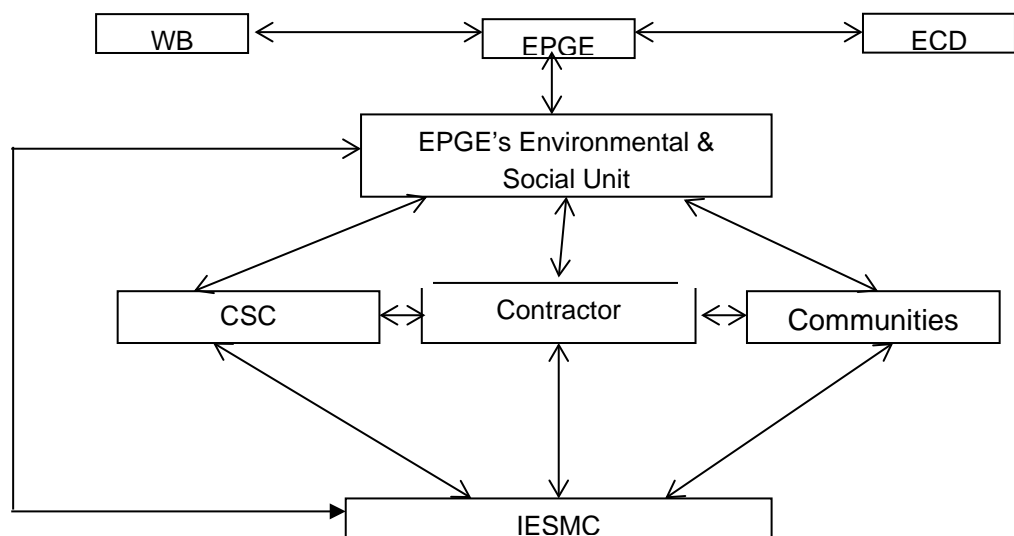 WB
EPGE
ECD
EPGE’s Environmental &
Social Unit
CSC
Contractor
Communities
IESMC